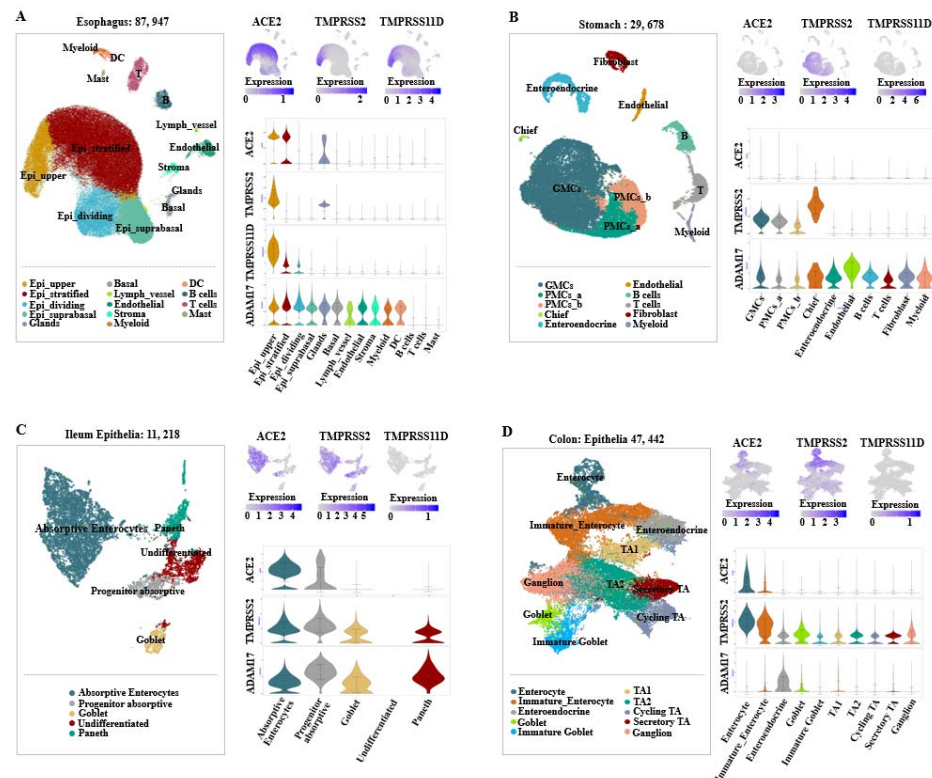 A
Esophagus: 87, 947
Myeloid
DC
Mast
T
B
Lymph_vessel
Endothelial
Stroma
Glands
Basal
Epi_stratified
Epi_upper
Epi_dividing
Epi_suprabasal
Epi_upper
Epi_stratified
Epi_dividing
Epi_suprabasal
Glands
Basal
Lymph_vessel
Endothelial
Stroma
Myeloid
DC
B cells
T cells
Mast
ACE2 TMPRSS2 TMPRSS11D
Expression Expression Expression
0 1 0 2 0 1 2 3 4
ACE2
TMPRSS2
TMPRSS11D
ADAM17
Epi_upper
Epi_stratified
Epi_dividing
Epi_suprabasal
Glands
Basal
Lymph_vessel
Endothelial
Stroma
Myeloid
DC
B cells
T cells
Mast
B
Stomach : 29, 678
Fibroblast
Enteroendocrine
Endothelial
Chief
B
GMCs
PMCs_b
T
PMCs_a
Myeloid
GMCs
PMCs_a
PMCs_b
Chief
Enteroendocrine
Endothelial
B cells
T cells
Fibroblast
Myeloid
ACE2 TMPRSS2 TMPRSS11D
Expression Expression Expression
0 1 2 3 0 1 2 3 4 0 2 4 6
ACE2
TMPRSS2
ADAM17
GMCs
PMCs_a
PMCs_b
Chief
Enteroendocrine
Endothelial
B cells
T cells
Fibroblast
Myeloid
C
Ileum Epithelia: 11, 218
Absorptive Enterocytes
Paneth
Undifferentiated
Progenitor absorptive
Goblet
Absorptive Enterocytes
Progenitor absorptive
Goblet
Undifferentiated
Paneth
ACE2 TMPRSS2 TMPRSS11D
Expression Expression Expression
0 1 2 3 4 0 1 2 3 4 5 0 1
ACE2
TMPRSS2
ADAM17
Absorptive
Enterocytes
Progenitor
absorptive
Goblet
Undifferentiated
Paneth
D
Colon: Epithelia 47, 442
Enterocyte
Immature_Enterocyte
Enteroendocrine
TA1
Ganglion
TA2
Secretory TA
Goblet
Cycling TA
Immature Goblet
Enterocyte
Immature_Enterocyte
Enteroendocrine
Goblet
Immature Goblet
TA1
TA2
Cycling TA
Secretory TA
Ganglion
ACE2 TMPRSS2 TMPRSS11D
Expression Expression Expression
0 1 2 3 4 0 1 2 3 0 1
ACE2
TMPRSS2
ADAM17
Enterocyte
Immature_Enterocyte
Enteroendocrine
Goblet
Immature Goblet
TA1
TA2
Cycling TA
Secretory TA
Ganglion